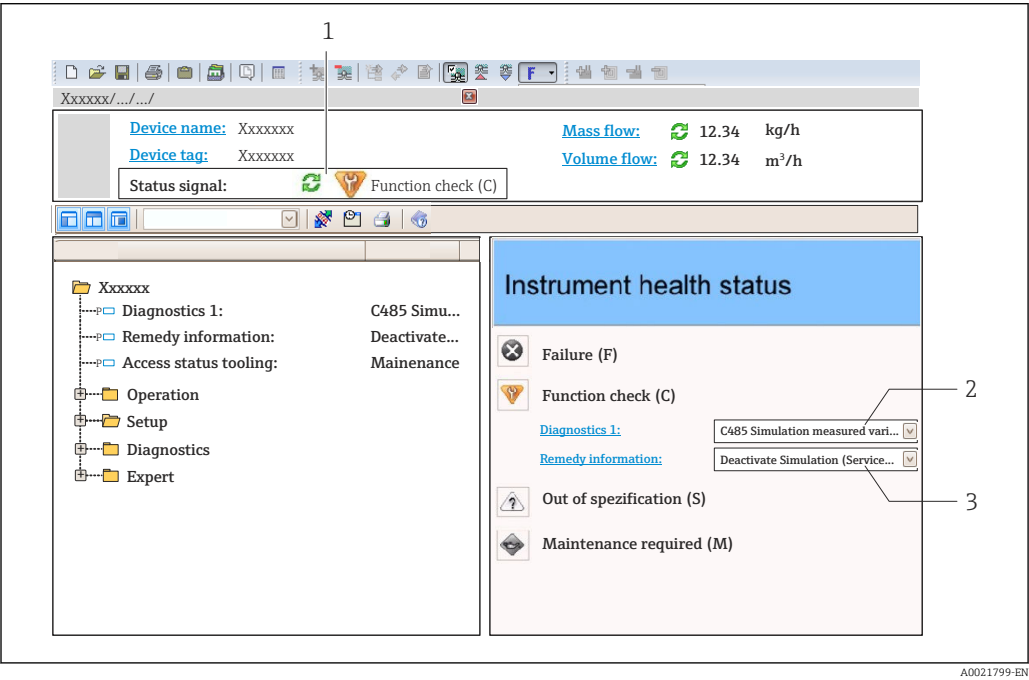 1
F
Xxxxxx/.../.../
Device name: Xxxxxxx
Mass flow: 12.34 kg/h
Device tag: Xxxxxxx
Volume flow: 12.34 m³/h
Status signal: Function check (C)
Xxxxxx
Diagnostics 1: C485 Simu...
Remedy information: Deactivate...
Access status tooling: Mainenance
Operation
Setup
Diagnostics
Expert
Instrument health status
Failure (F)
Function check (C)
Diagnostics 1: C485 Simulation measured vari...
2
Remedy information: Deactivate Simulation (Service...
3
Out of spezification (S)
Maintenance required (M)
A0021799-EN